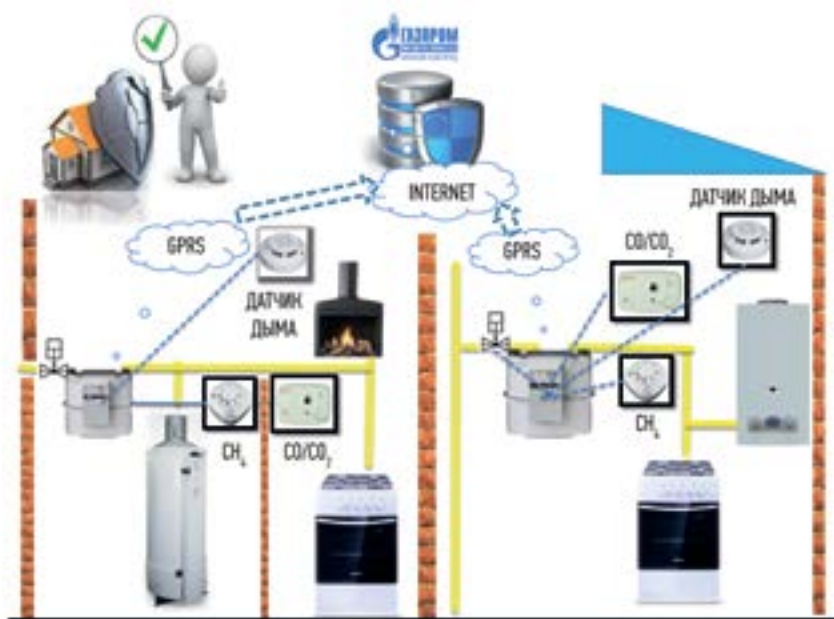 ГАЗПРОМ
INTERNET
GPRS
GPRS
ДАТЧИК ДЫМА
CO/CO₂
ДАТЧИК
ДЫМА
CH₄
CO/CO₂
CH₄